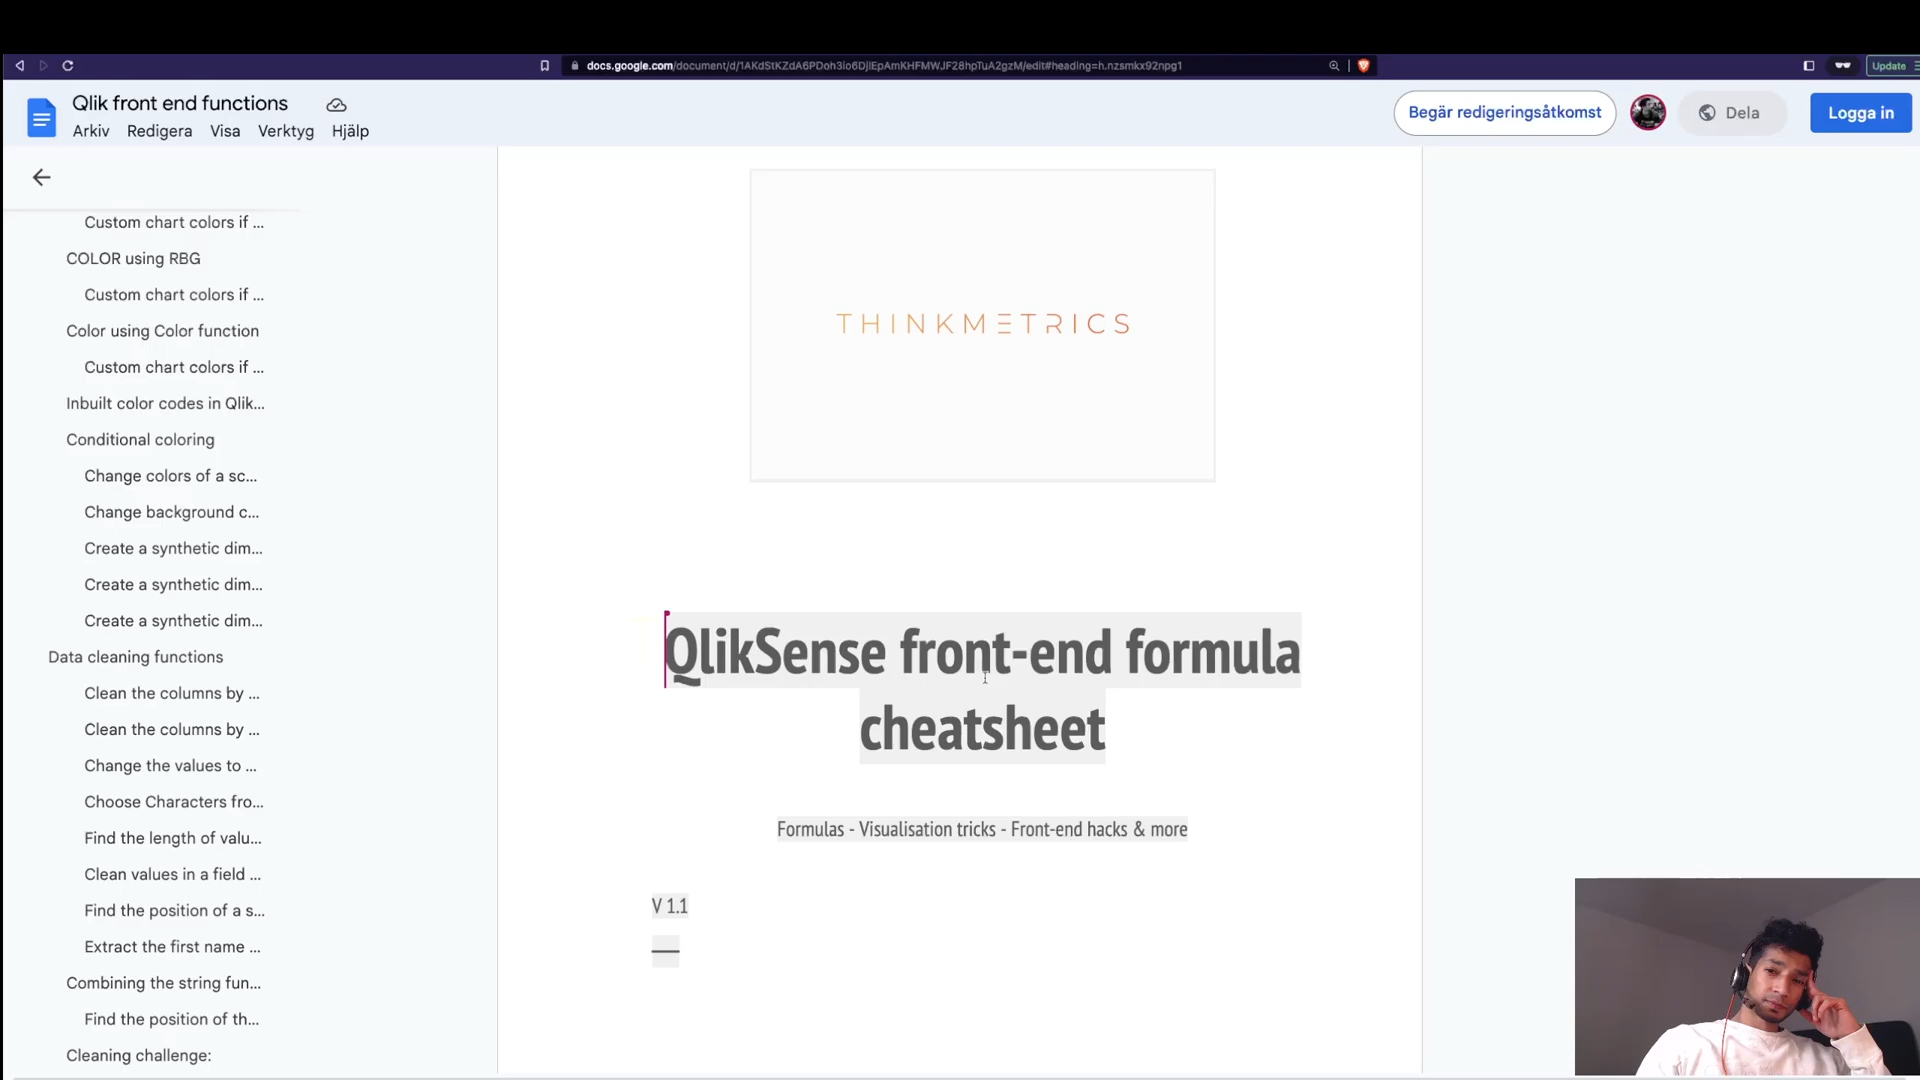 docs.google.com/document/d/1AKdStKZdA6PDoh3io6DjlEpAmKHFMWJF28hpTuA2gzM/edit#heading=h.nzsmkx92npg1
Update
Qlik front end functions
Arkiv Redigera Visa Verktyg Hjälp
Begär redigeringsåtkomst
Dela
Logga in
Custom chart colors if ...
COLOR using RBG
Custom chart colors if ...
Color using Color function
Custom chart colors if ...
Inbuilt color codes in Qlik...
Conditional coloring
Change colors of a sc...
Change background c...
Create a synthetic dim...
Create a synthetic dim...
Create a synthetic dim...
Data cleaning functions
Clean the columns by ...
Clean the columns by ...
Change the values to ...
Choose Characters fro...
Find the length of valu...
Clean values in a field ...
Find the position of a s...
Extract the first name ...
Combining the string fun...
Find the position of th...
Cleaning challenge:
THINKMETRICS
QlikSense front-end formula
cheatsheet
Formulas - Visualisation tricks - Front-end hacks & more
V 1.1